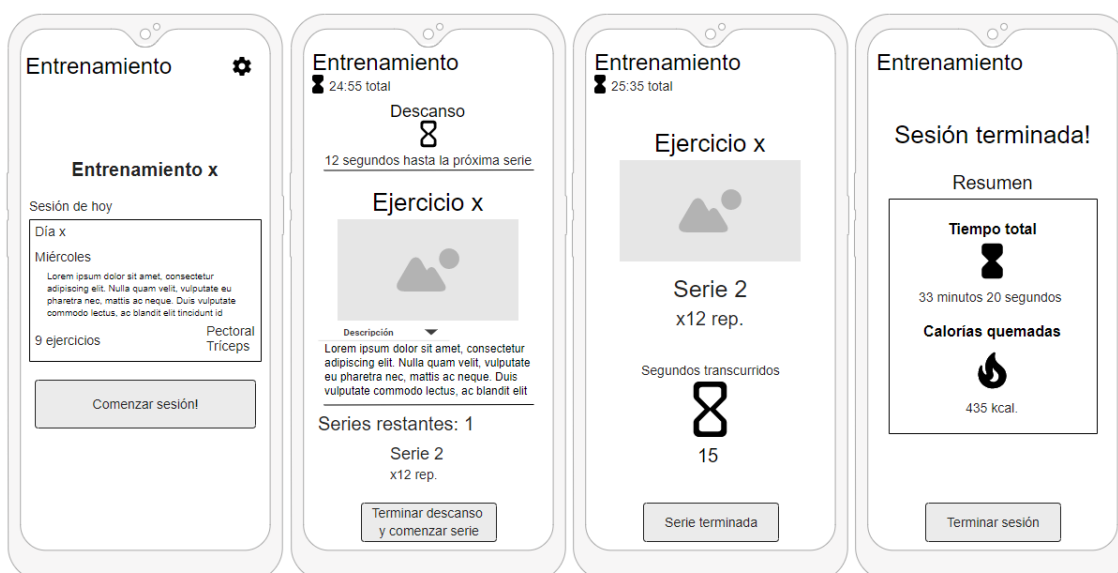 Entrenamiento
Entrenamiento x
Sesión de hoy
Día x
Miércoles
Lorem ipsum dolor sit amet, consectetur
adipiscing elit. Nulla quam velit, vulputate eu
pharetra nec, mattis ac neque. Duis vulputate
commodo lectus, ac blandit elit tincidunt id
9 ejercicios
Pectoral
Tríceps
Comenzar sesión!
Entrenamiento
24:55 total
Descanso
12 segundos hasta la próxima serie
Ejercicio x
Descripción
Lorem ipsum dolor sit amet, consectetur
adipiscing elit. Nulla quam velit, vulputate
eu pharetra nec, mattis ac neque. Duis
vulputate commodo lectus, ac blandit elit
Series restantes: 1
Serie 2
x12 rep.
Terminar descanso
y comenzar serie
Entrenamiento
25:35 total
Ejercicio x
Serie 2
x12 rep.
Segundos transcurridos
15
Serie terminada
Entrenamiento
Sesión terminada!
Resumen
Tiempo total
33 minutos 20 segundos
Calorías quemadas
435 kcal.
Terminar sesión